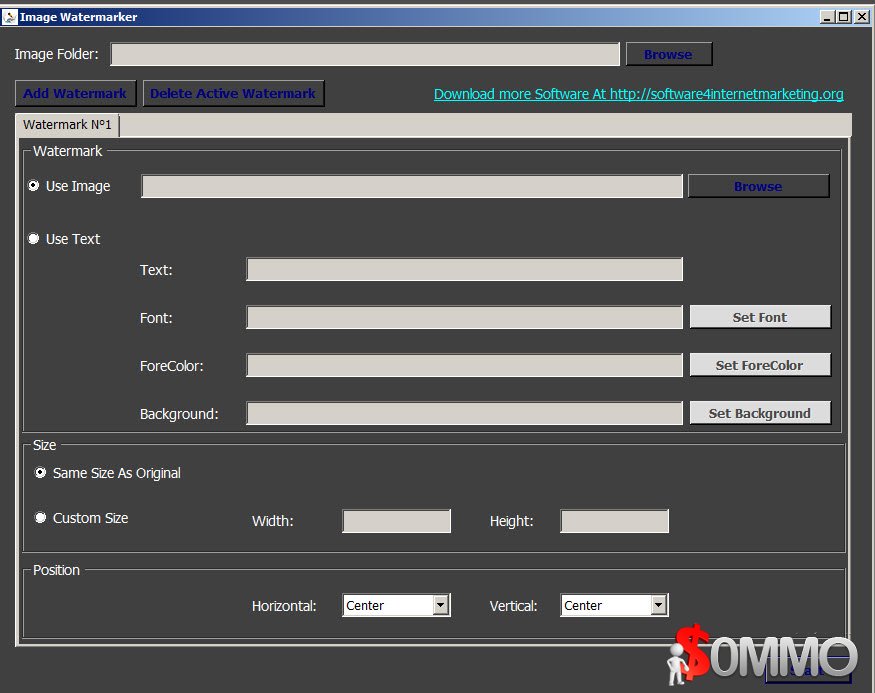 Image Watermarker
Image Folder:
Browse
Add Watermark
Delete Active Watermark
Download more Software At http://software4internetmarketing.org
Watermark Nº1
Watermark
Use Image
Browse
Use Text
Text:
Font:
Set Font
ForeColor:
Set ForeColor
Background:
Set Background
Size
Same Size As Original
Custom Size
Width:
Height:
Position
Horizontal:
Center
Vertical:
Center
$0MMO